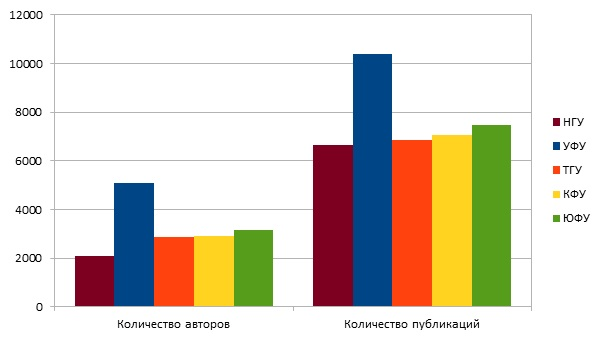 12000
10000
8000
6000
4000
2000
0
Количество авторов
Количество публикаций
НГУ
УФУ
ТГУ
КФУ
ЮФУ